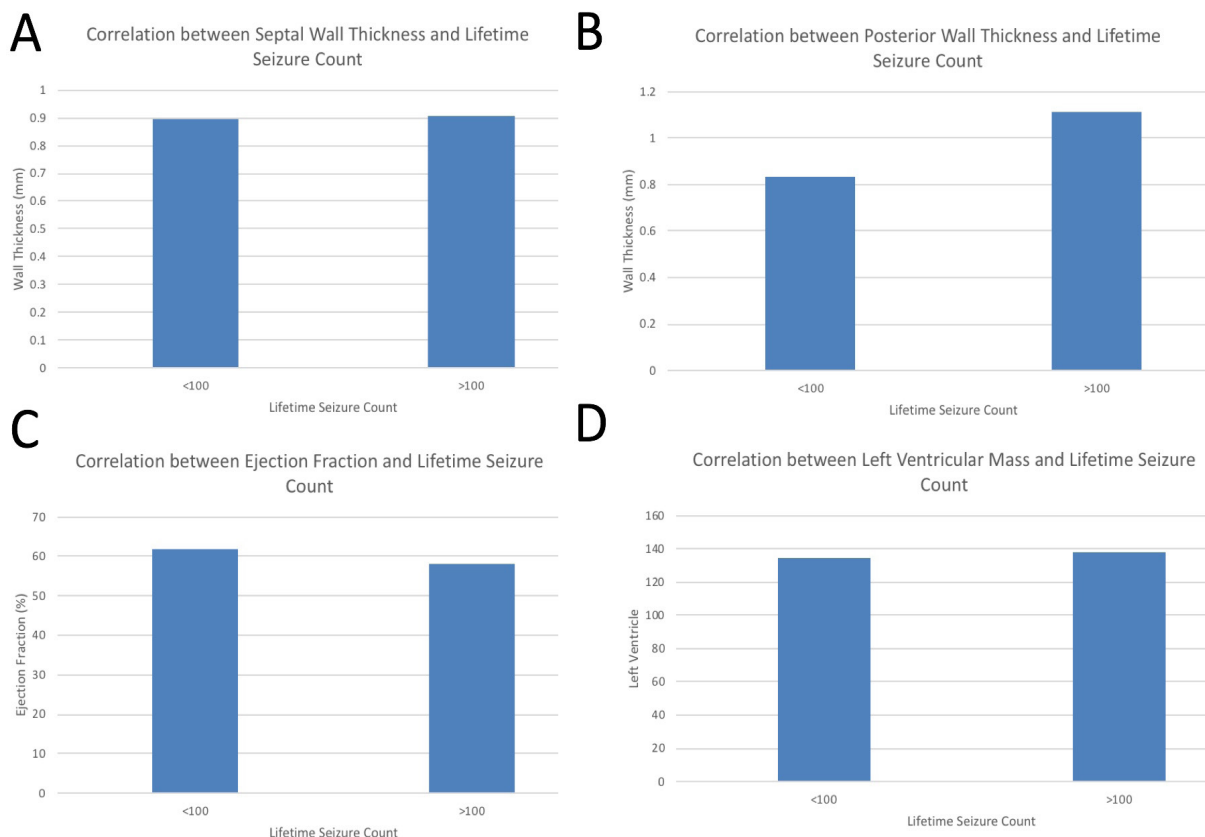 A
Correlation between Septal Wall Thickness and Lifetime
Seizure Count
1
0.9
0.8
0.7
0.6
0.5
0.4
0.3
0.2
0.1
0
Wall Thickness (mm)
<100
>100
Lifetime Seizure Count
B
Correlation between Posterior Wall Thickness and Lifetime
Seizure Count
1.2
1
0.8
0.6
0.4
0.2
0
Wall Thickness (mm)
<100
>100
Lifetime Seizure Count
C
Correlation between Ejection Fraction and Lifetime Seizure
Count
70
60
50
40
30
20
10
0
Ejection Fraction (%)
<100
>100
Lifetime Seizure Count
D
Correlation between Left Ventricular Mass and Lifetime Seizure
Count
160
140
120
100
80
60
40
20
0
Left Ventricle
<100
>100
Lifetime Seizure Count